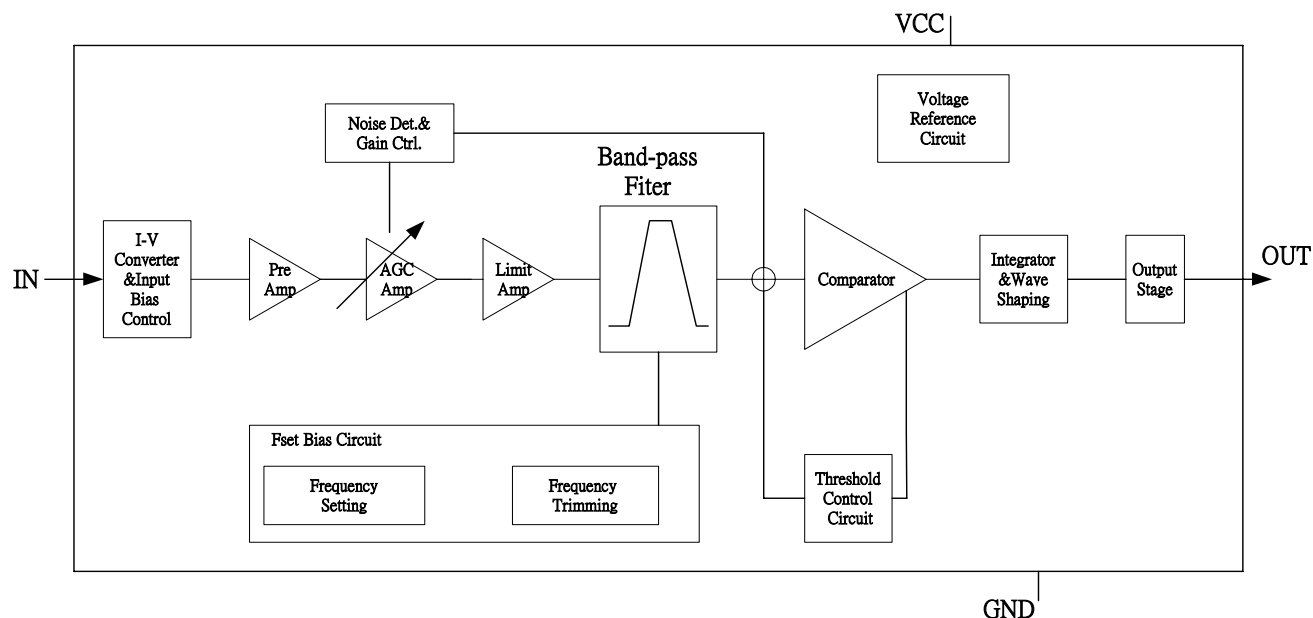 VCC
Voltage
Reference
Circuit
Noise Det.&
Gain Ctrl.
Band-pass
Fiter
I-V
Converter
&Input
Bias
Control
IN
Pre
Amp
AGC
Amp
Limit
Amp
Comparator
Integrator
&Wave
Shaping
Output
Stage
OUT
Fset Bias Circuit
Frequency
Setting
Frequency
Trimming
Threshold
Control
Circuit
GND